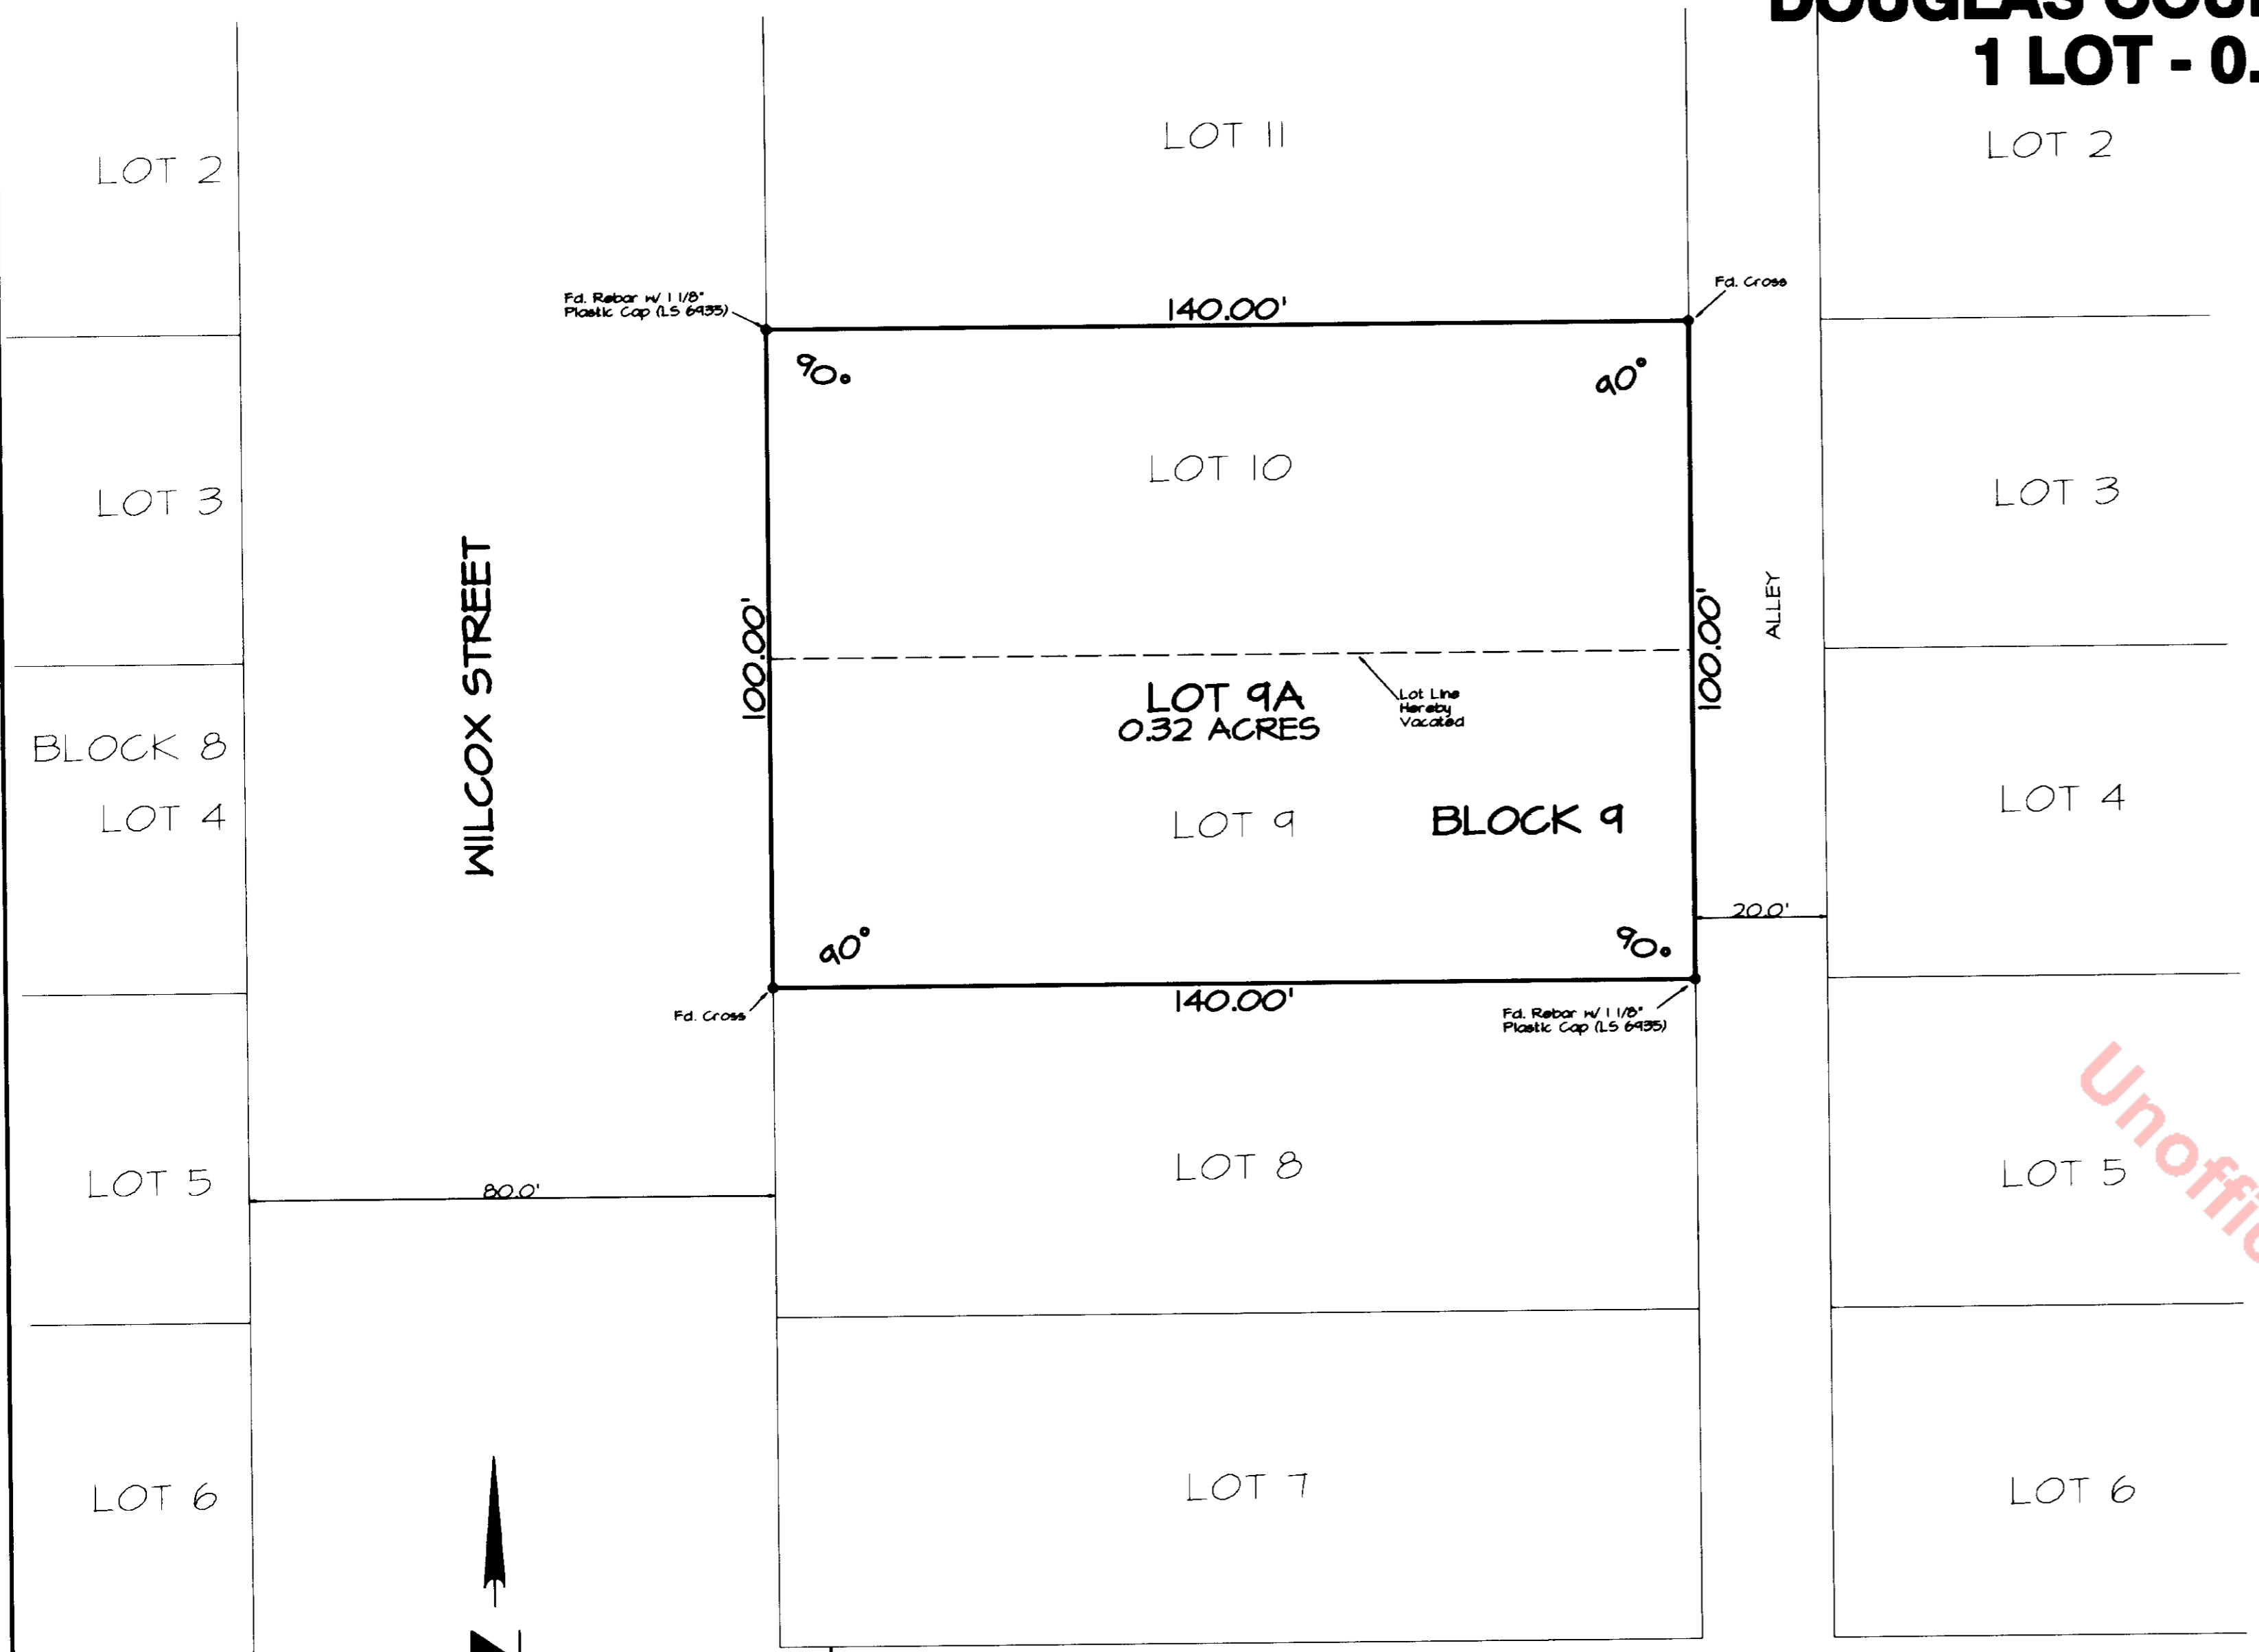 DOUGLAS COU
1 LOT - 0.
LOT 2
LOT 11
LOT 2
Fd. Rebar w/ 1 1/8"
Plastic Cap (LS 6935)
140.00'
Fd. Cross
90°
90°
LOT 3
LOT 10
LOT 3
WILCOX STREET
100.00'
100.00'
ALLEY
LOT 9A
0.32 ACRES
Lot Line
Hereby
Vacated
BLOCK 8
LOT 4
LOT 9
BLOCK 9
LOT 4
20.0'
90°
90°
140.00'
Fd. Cross
Fd. Rebar w/ 1 1/8"
Plastic Cap (LS 6935)
LOT 5
80.0'
LOT 8
LOT 5
Unoffic
LOT 6
LOT 7
LOT 6